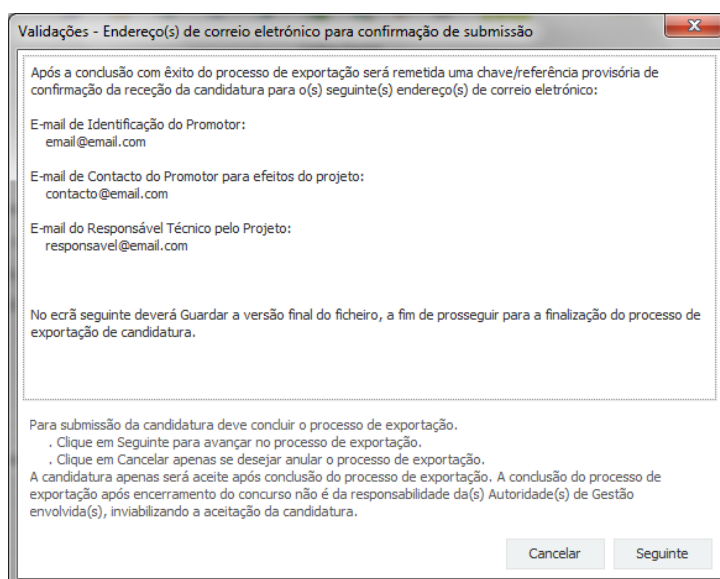 Validações - Endereço(s) de correio eletrónico para confirmação de submissão
Após a conclusão com êxito do processo de exportação será remetida uma chave/referência provisória de
confirmação da receção da candidatura para o(s) seguinte(s) endereço(s) de correio eletrónico:
E-mail de Identificação do Promotor:
email@email.com
E-mail de Contacto do Promotor para efeitos do projeto:
contacto@email.com
E-mail do Responsável Técnico pelo Projeto:
responsavel@email.com
No ecrã seguinte deverá Guardar a versão final do ficheiro, a fim de prosseguir para a finalização do processo de
exportação de candidatura.
Para submissão da candidatura deve concluir o processo de exportação.
. Clique em Seguinte para avançar no processo de exportação.
. Clique em Cancelar apenas se desejar anular o processo de exportação.
A candidatura apenas será aceite após conclusão do processo de exportação. A conclusão do processo de
exportação após encerramento do concurso não é da responsabilidade da(s) Autoridade(s) de Gestão
envolvida(s), inviabilizando a aceitação da candidatura.
Cancelar Seguinte